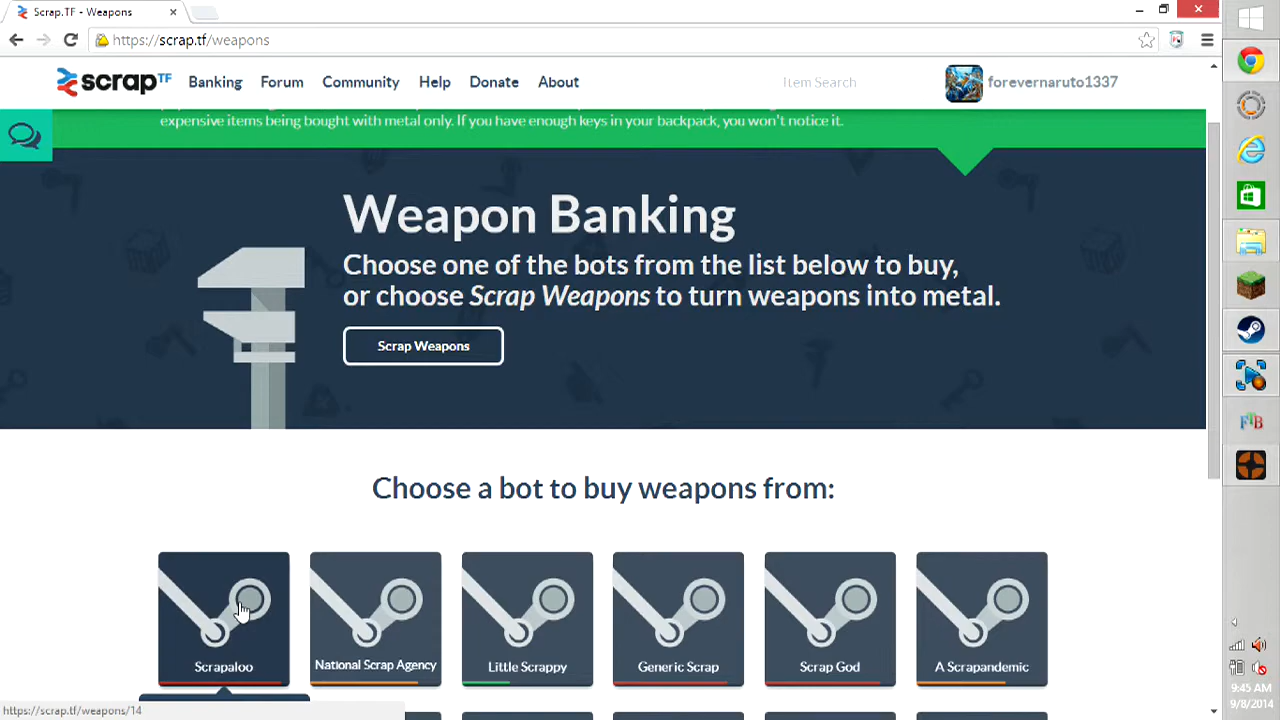 Scrap.TF - Weapons
https://scrap.tf/weapons
scrapTF Banking Forum Community Help Donate About Item Search forevernaruto1337
expensive items being bought with metal only. If you have enough keys in your backpack, you won't notice it.
Weapon Banking
Choose one of the bots from the list below to buy,
or choose Scrap Weapons to turn weapons into metal.
Scrap Weapons
Choose a bot to buy weapons from:
Scrapaloo National Scrap Agency Little Scrappy Generic Scrap Scrap God A Scrapandemic
https://scrap.tf/weapons/14
FTB
9:45 AM
9/8/2014